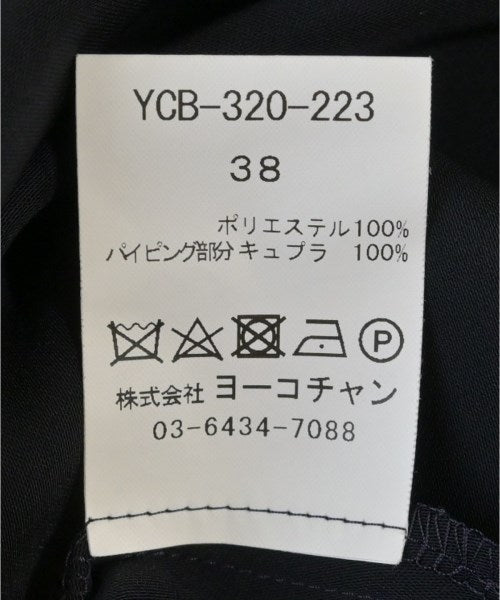 YCB-320-223
38
ポリエステル100%
パイピング部分キュプラ 100%
P
株式会社 ヨーコチャン
03-6434-7088